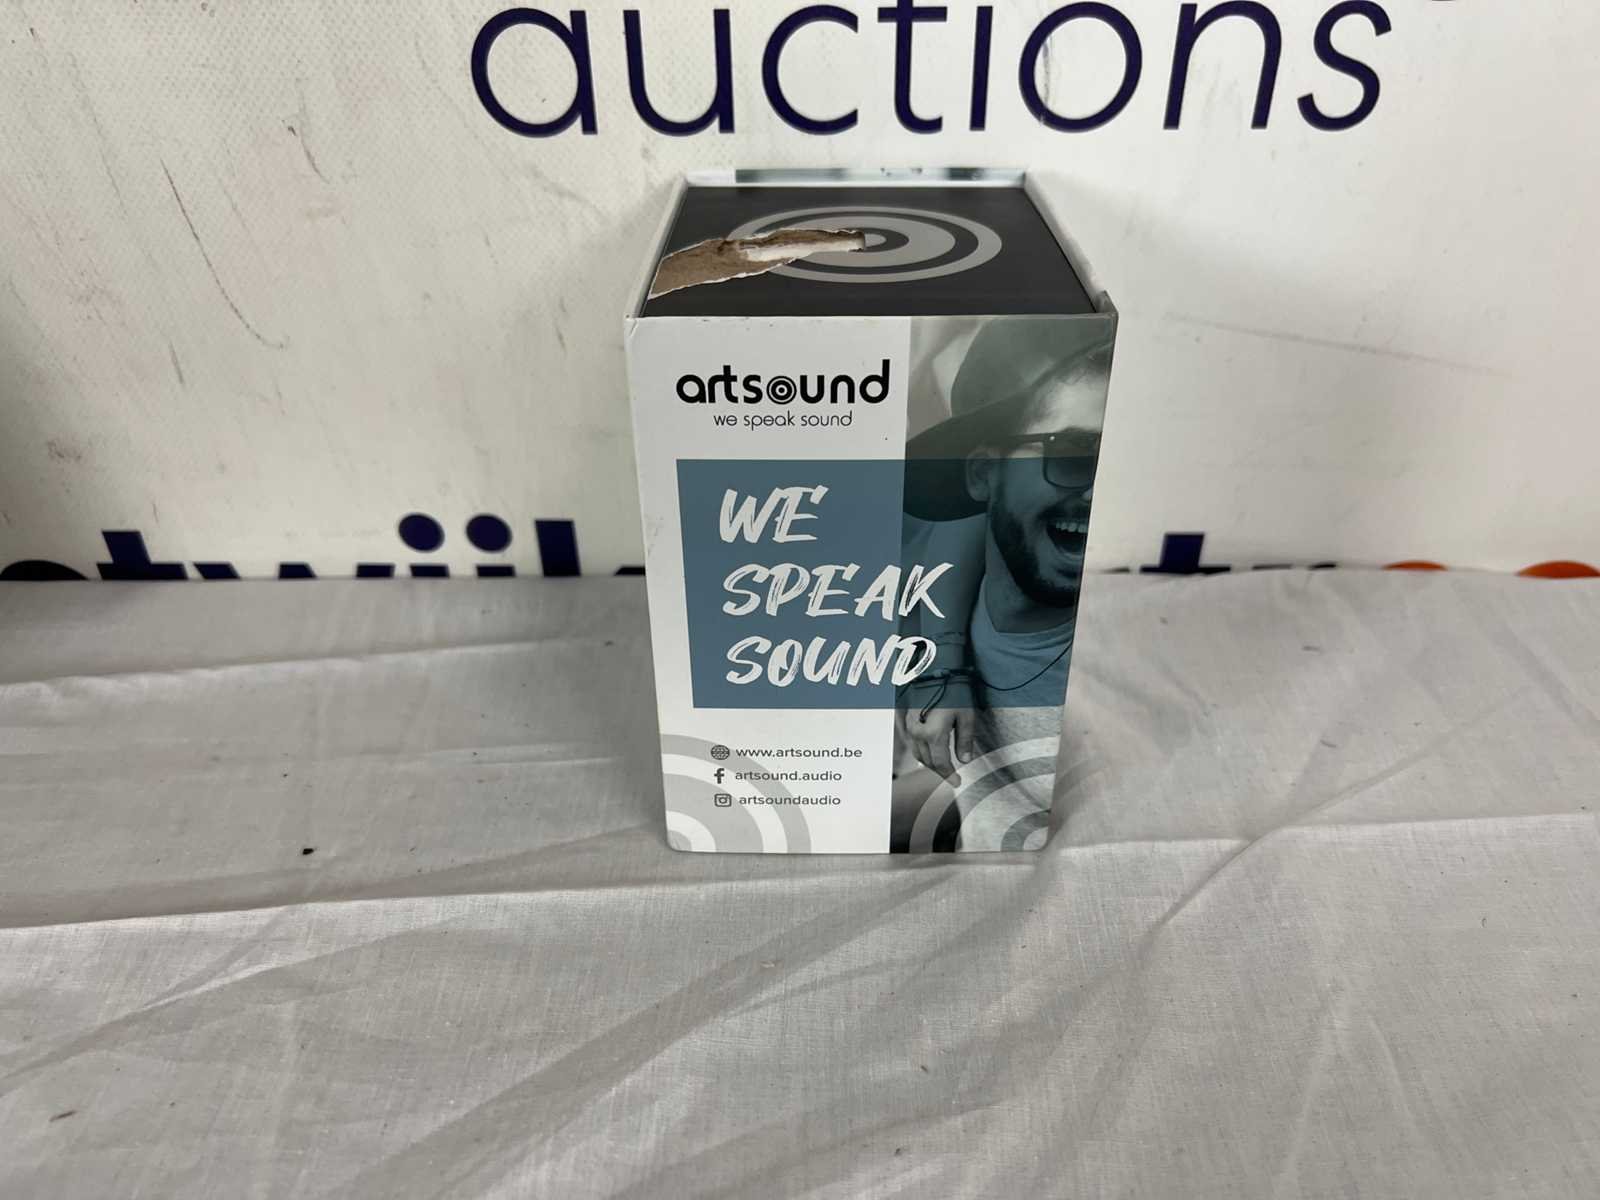 auctions
artsound
we speak sound
WE
SPEAK
SOUND
www.artsound.be
artsound.audio
artsoundaudio